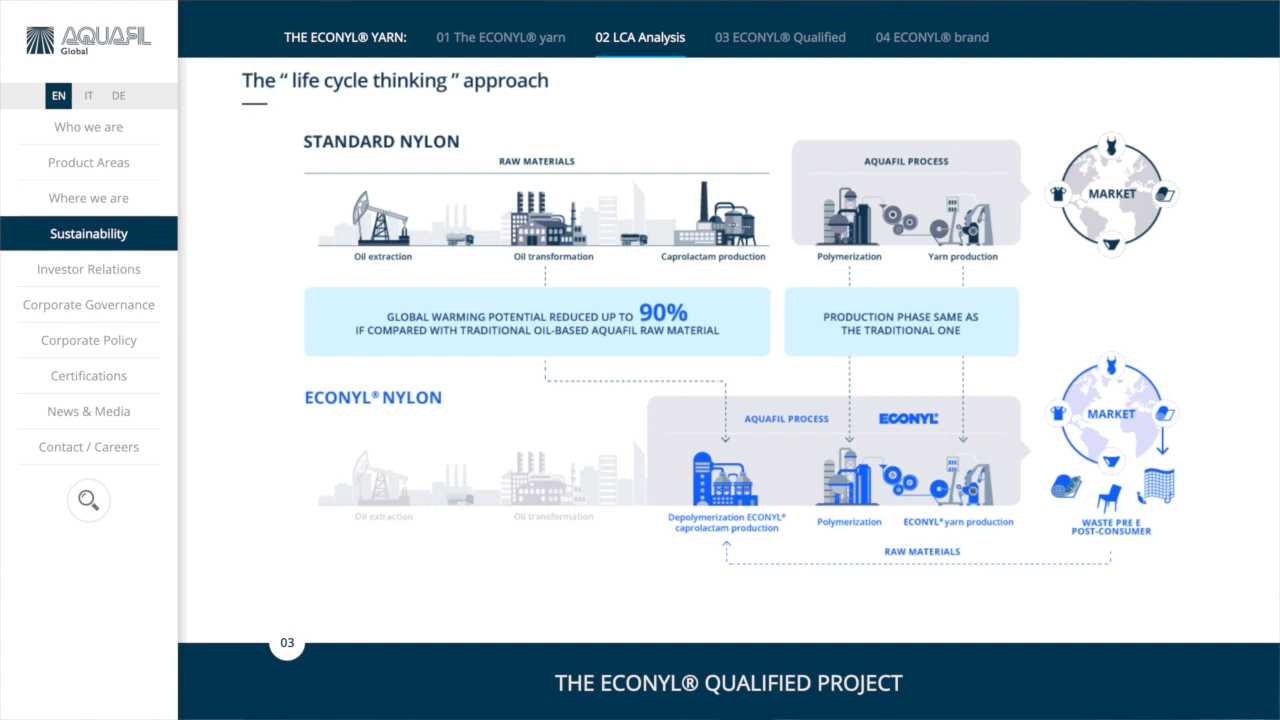 AQUAFIL
Global
EN IT DE
Who we are
Product Areas
Where we are
Sustainability
Investor Relations
Corporate Governance
Corporate Policy
Certifications
News & Media
Contact / Careers
THE ECONYL® YARN: 01 The ECONYL® yarn 02 LCA Analysis 03 ECONYL® Qualified 04 ECONYL® brand
The “ life cycle thinking ” approach
STANDARD NYLON
RAW MATERIALS
AQUAFIL PROCESS
MARKET
Oil extraction
Oil transformation
Caprolactam production
Polymerization
Yarn production
GLOBAL WARMING POTENTIAL REDUCED UP TO 90%
IF COMPARED WITH TRADITIONAL OIL-BASED AQUAFIL RAW MATERIAL
PRODUCTION PHASE SAME AS
THE TRADITIONAL ONE
ECONYL® NYLON
AQUAFIL PROCESS
ECONYL®
MARKET
Oil extraction
Oil transformation
Depolymerization ECONYL®
caprolactam production
Polymerization
ECONYL® yarn production
WASTE PRE E
POST-CONSUMER
RAW MATERIALS
03
THE ECONYL® QUALIFIED PROJECT